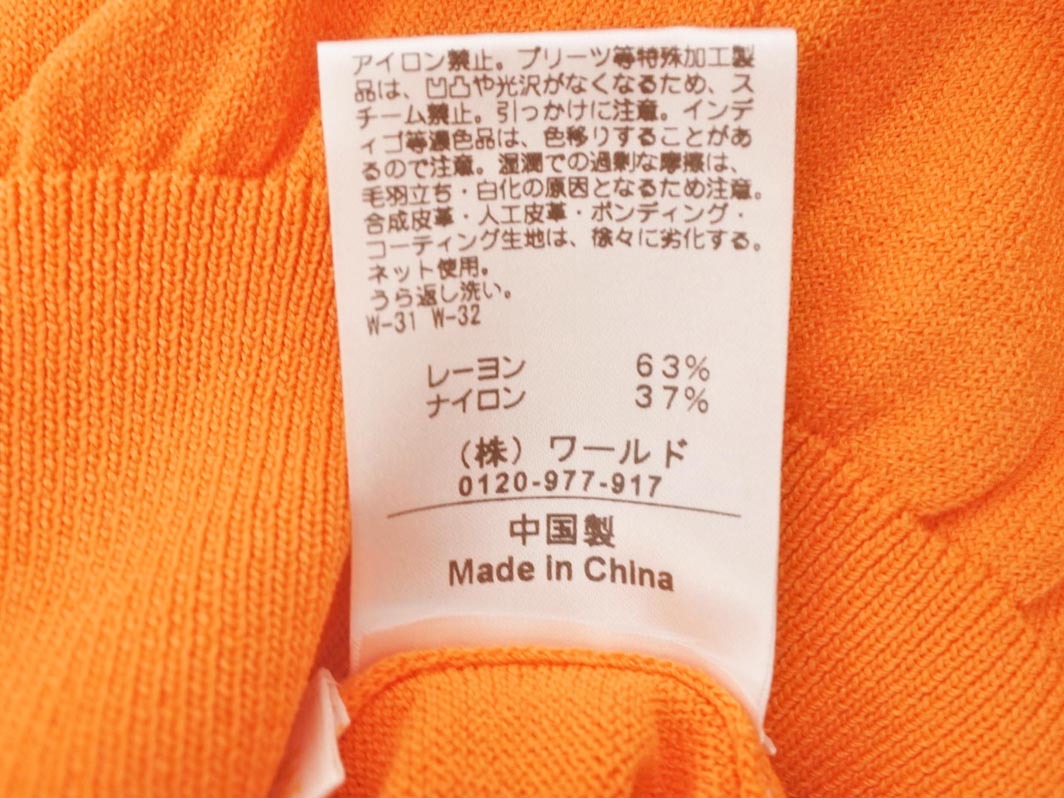 アイロン禁止。プリーツ等特殊加工製
品は、凹凸や光沢がなくなるため、ス
チーム禁止。引っかけに注意。インデ
ィゴ等濃色品は、色移りすることがあ
るので注意。湿潤での過剰な摩擦は、
毛羽立ち・白化の原因となるため注意。
合成皮革・人工皮革・ボンディング・
コーティング生地は、徐々に劣化する。
ネット使用。
うら返し洗い。
W-31 W-32
レーヨン 63%
ナイロン 37%
(株) ワールド
0120-977-917
中国製
Made in China